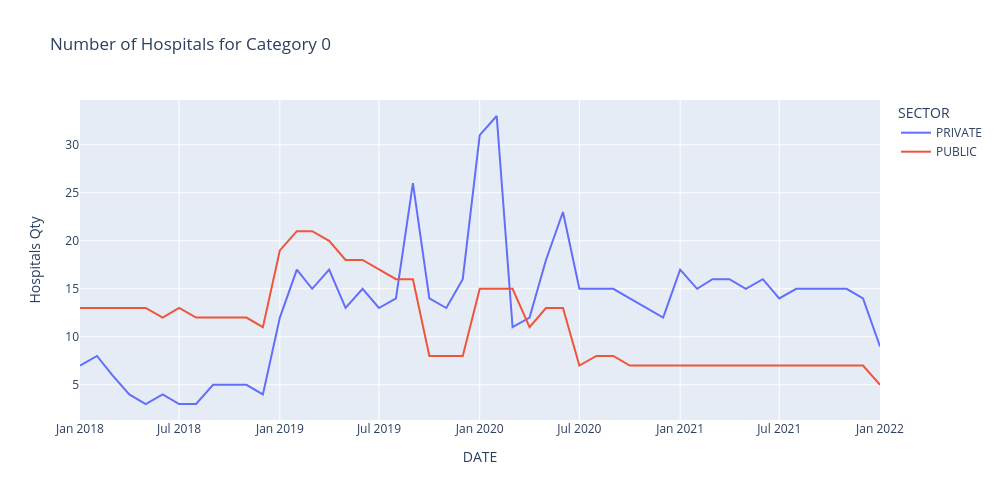 Number of Hospitals for Category 0
SECTOR
PRIVATE
PUBLIC
Hospitals Qty
30
25
20
15
10
5
Jan 2018
Jul 2018
Jan 2019
Jul 2019
Jan 2020
Jul 2020
Jan 2021
Jul 2021
Jan 2022
DATE